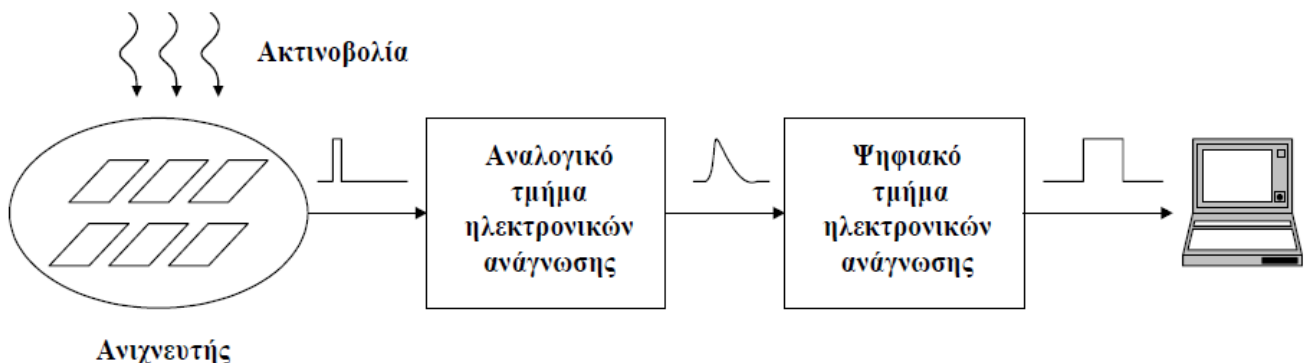 Ακτινοβολία
Αναλογικό
τμήμα
ηλεκτρονικών
ανάγνωσης
Ψηφιακό
τμήμα
ηλεκτρονικών
ανάγνωσης
Ανιχνευτής